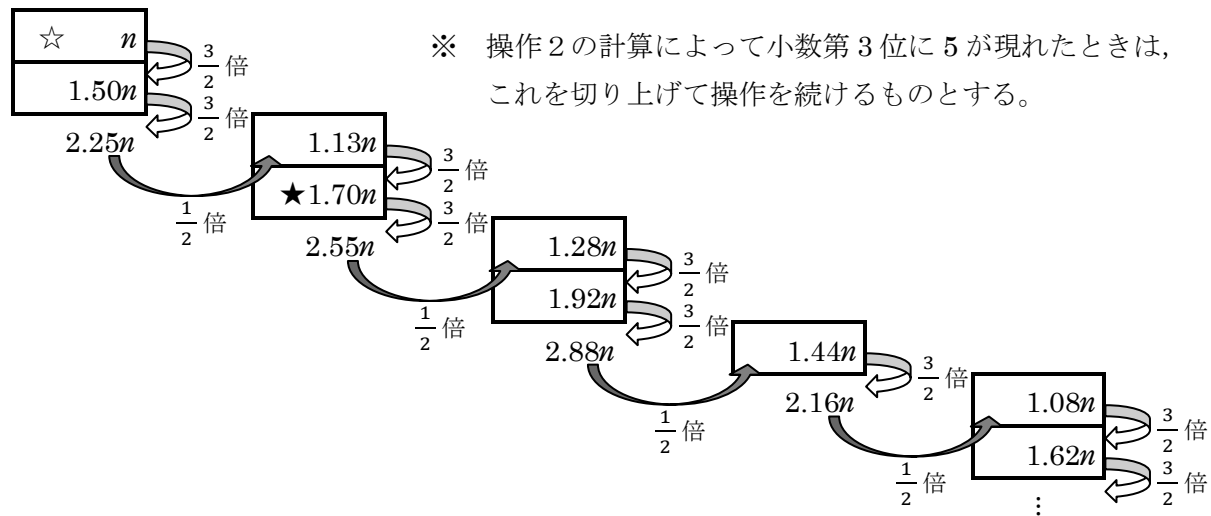 ☆ n
3/2 倍
1.50n
3/2 倍
2.25n
1/2 倍
※ 操作２の計算によって小数第３位に 5 が現れたときは，
これを切り上げて操作を続けるものとする。
1.13n
3/2 倍
★1.70n
3/2 倍
2.55n
1/2 倍
1.28n
3/2 倍
1.92n
3/2 倍
2.88n
1/2 倍
1.44n
3/2 倍
2.16n
1/2 倍
1.08n
3/2 倍
1.62n
3/2 倍
⋮